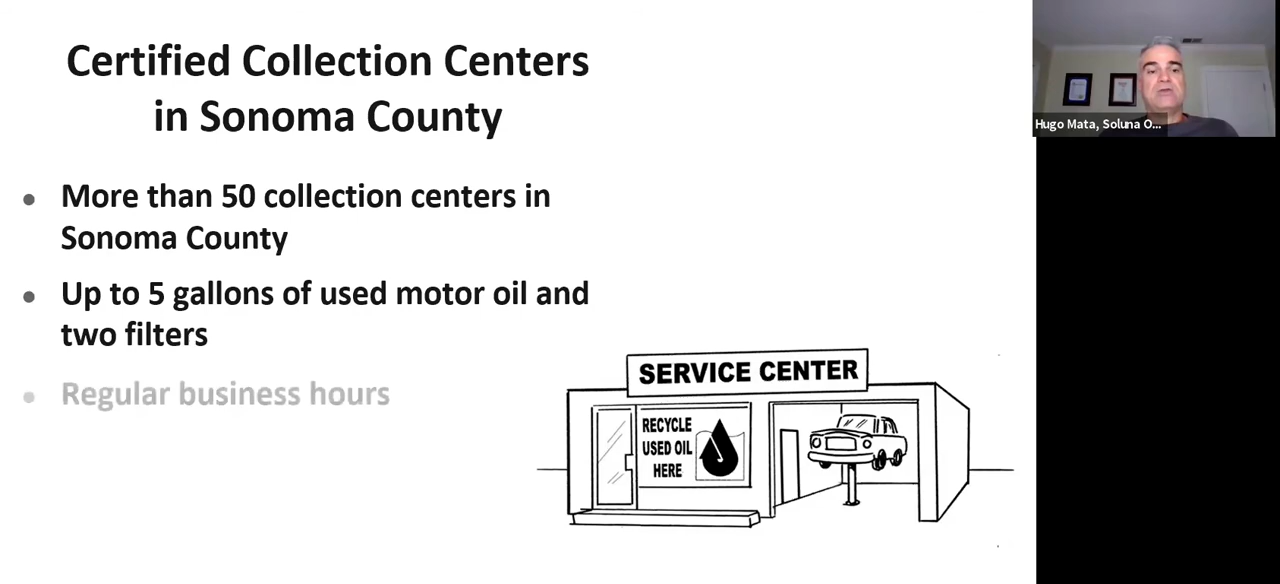 Certified Collection Centers
in Sonoma County
• More than 50 collection centers in
Sonoma County
• Up to 5 gallons of used motor oil and
two filters
• Regular business hours
SERVICE CENTER
RECYCLE
USED OIL
HERE
Hugo Mata, Soluna O...